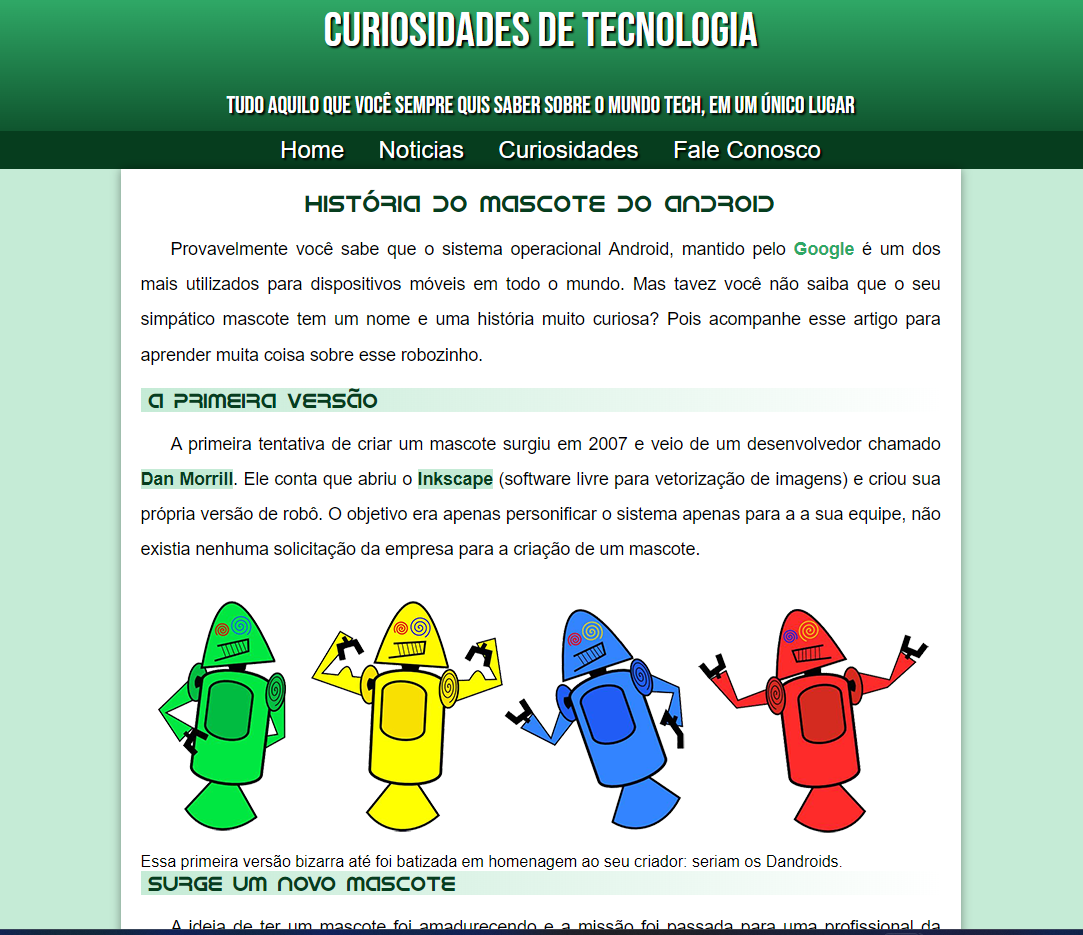 CURIOSIDADES DE TECNOLOGIA
TUDO AQUILO QUE VOCÊ SEMPRE QUIS SABER SOBRE O MUNDO TECH, EM UM ÚNICO LUGAR
Home Noticias Curiosidades Fale Conosco
HISTÓRIA DO MASCOTE DO ANDROID
Provavelmente você sabe que o sistema operacional Android, mantido pelo Google é um dos
mais utilizados para dispositivos móveis em todo o mundo. Mas tavez você não saiba que o seu
simpático mascote tem um nome e uma história muito curiosa? Pois acompanhe esse artigo para
aprender muita coisa sobre esse robozinho.
A PRIMEIRA VERSÃO
A primeira tentativa de criar um mascote surgiu em 2007 e veio de um desenvolvedor chamado
Dan Morrill. Ele conta que abriu o Inkscape (software livre para vetorização de imagens) e criou sua
própria versão de robô. O objetivo era apenas personificar o sistema apenas para a a sua equipe, não
existia nenhuma solicitação da empresa para a criação de um mascote.
Essa primeira versão bizarra até foi batizada em homenagem ao seu criador: seriam os Dandroids.
SURGE UM NOVO MASCOTE
A ideia de ter um mascote foi amadurecendo e a missão foi passada para uma profissional da